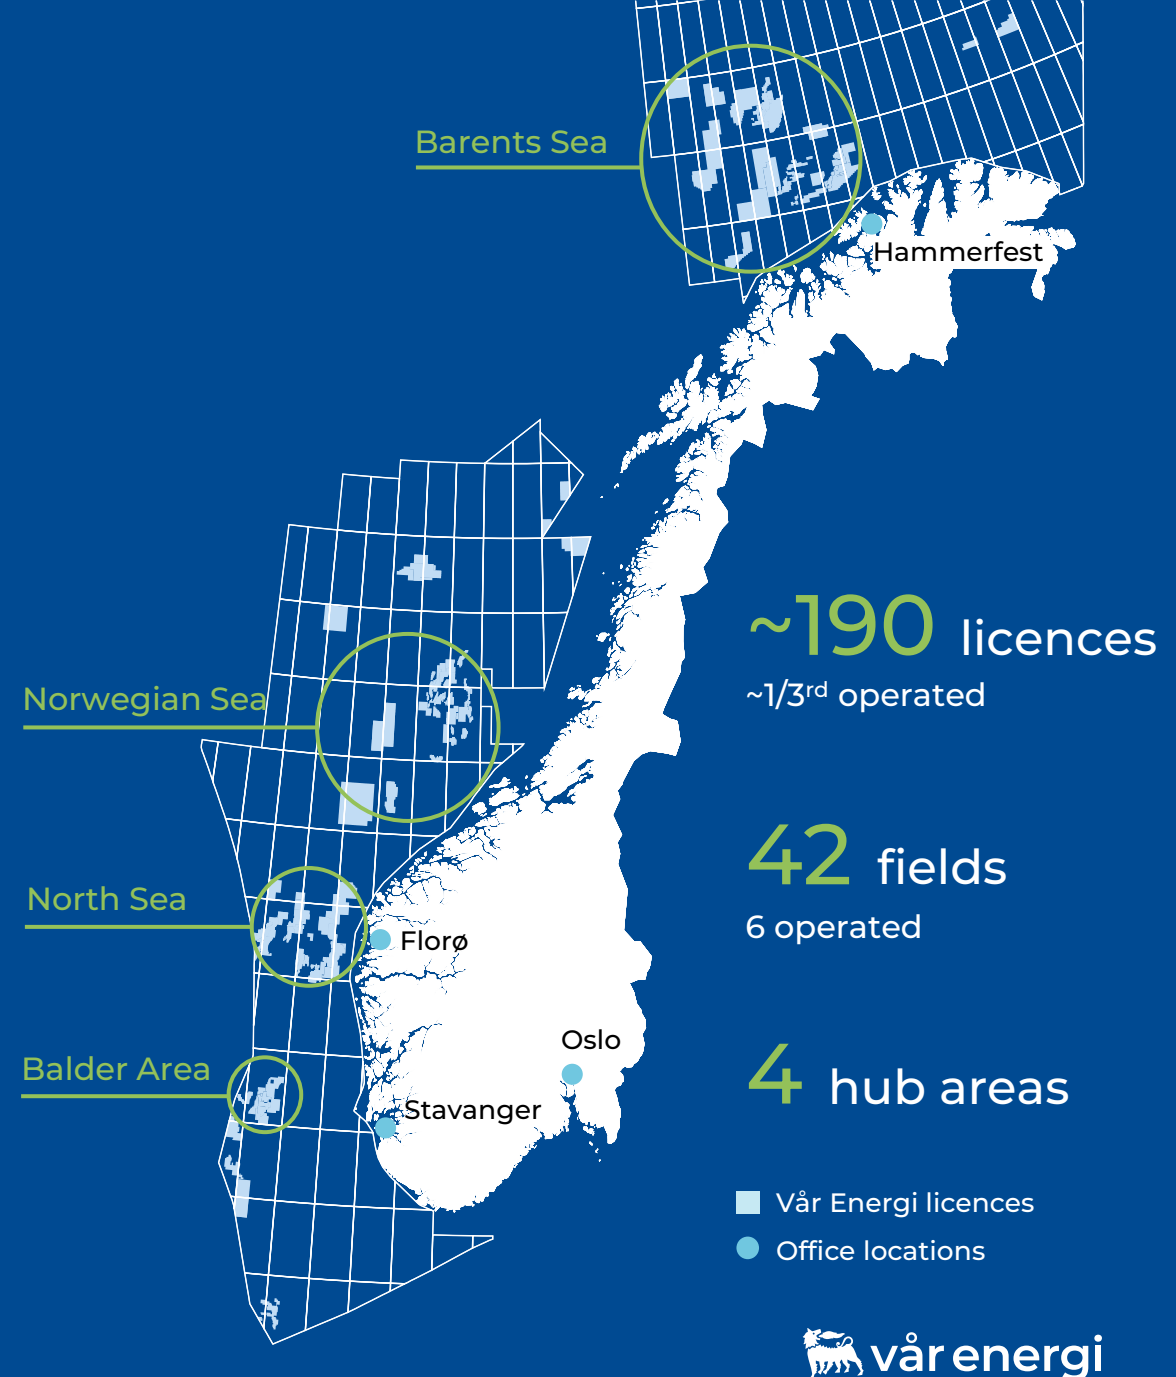 Barents Sea
Hammerfest
~190 licences
~1/3rd operated
Norwegian Sea
42 fields
6 operated
North Sea
Florø
Oslo
4 hub areas
Balder Area
Stavanger
Vår Energi licences
Office locations
vår energi